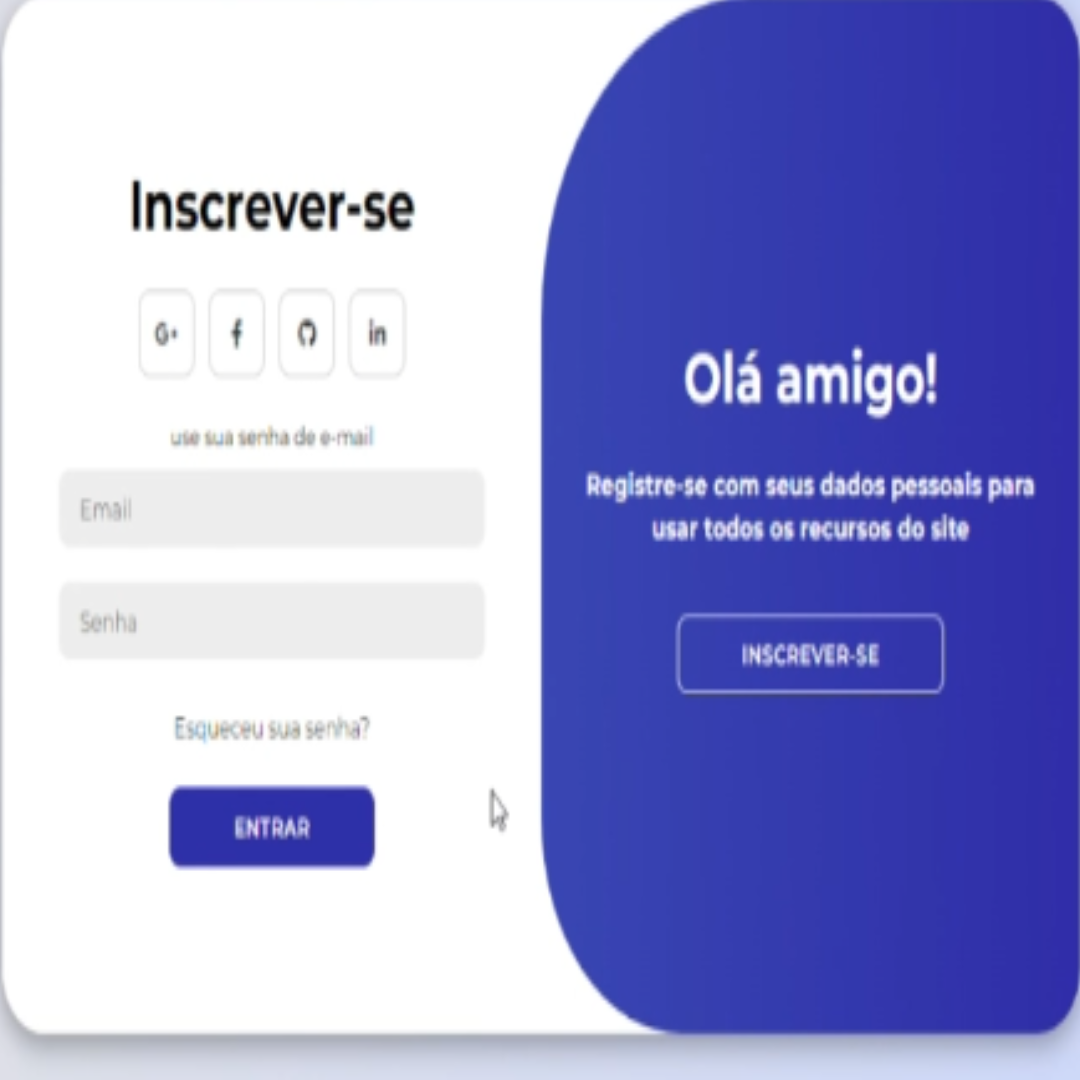 Inscrever-se
G+ f in
use sua senha de e-mail
Email
Senha
Esqueceu sua senha?
ENTRAR
Olá amigo!
Registre-se com seus dados pessoais para
usar todos os recursos do site
INSCREVER-SE